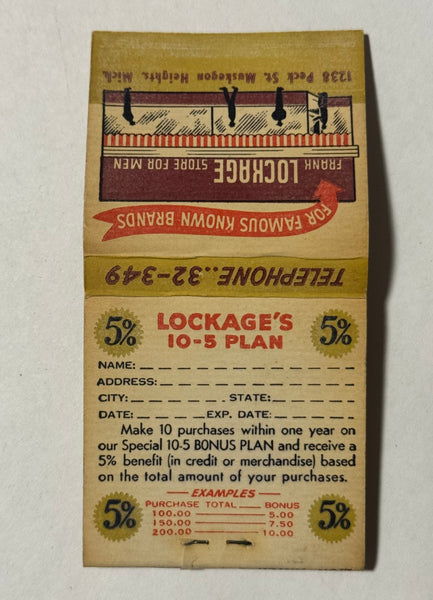 1238 Peck St. Muskegon Heights, Mich.
FRANK LOCKAGE STORE FOR MEN
FOR FAMOUS KNOWN BRANDS
TELEPHONE..32-349
5% LOCKAGE'S 5%
10-5 PLAN
NAME:
ADDRESS:
CITY: STATE:
DATE: EXP. DATE:
Make 10 purchases within one year on
our Special 10-5 BONUS PLAN and receive a
5% benefit (in credit or merchandise) based
on the total amount of your purchases.
EXAMPLES
5% PURCHASE TOTAL BONUS 5%
100.00 5.00
150.00 7.50
200.00 10.00